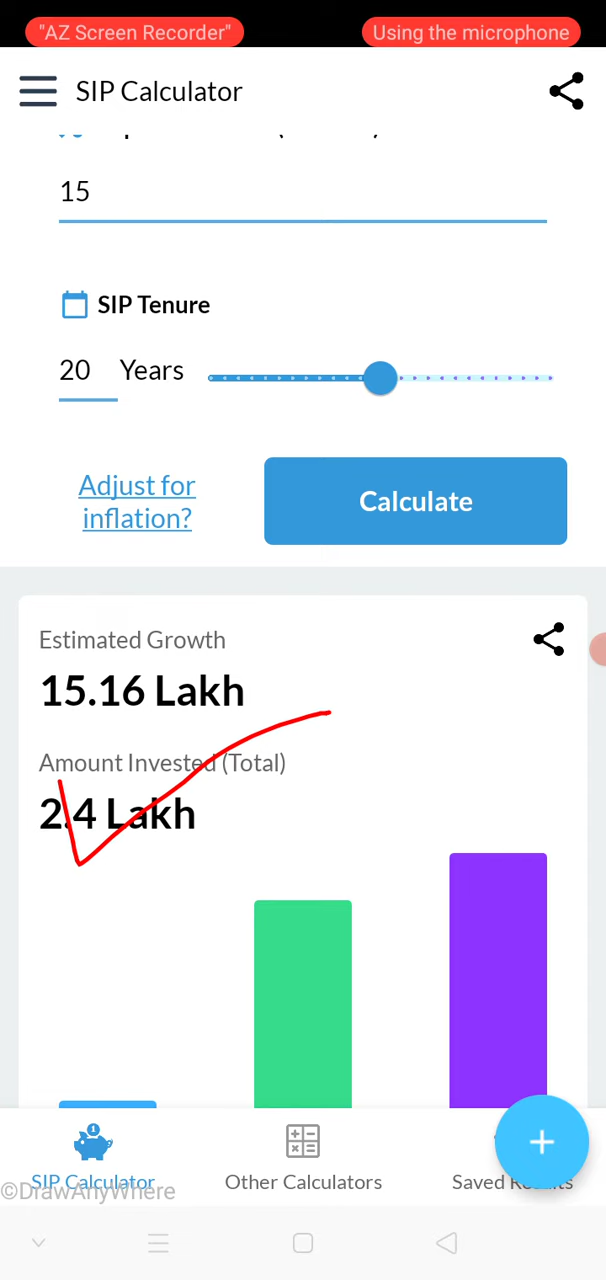 "AZ Screen Recorder" Using the microphone
SIP Calculator
15
SIP Tenure
20 Years
Adjust for
inflation?
Calculate
Estimated Growth
15.16 Lakh
Amount Invested (Total)
2.4 Lakh
SIP Calculator Other Calculators Saved Results
©DrawAnyWhere